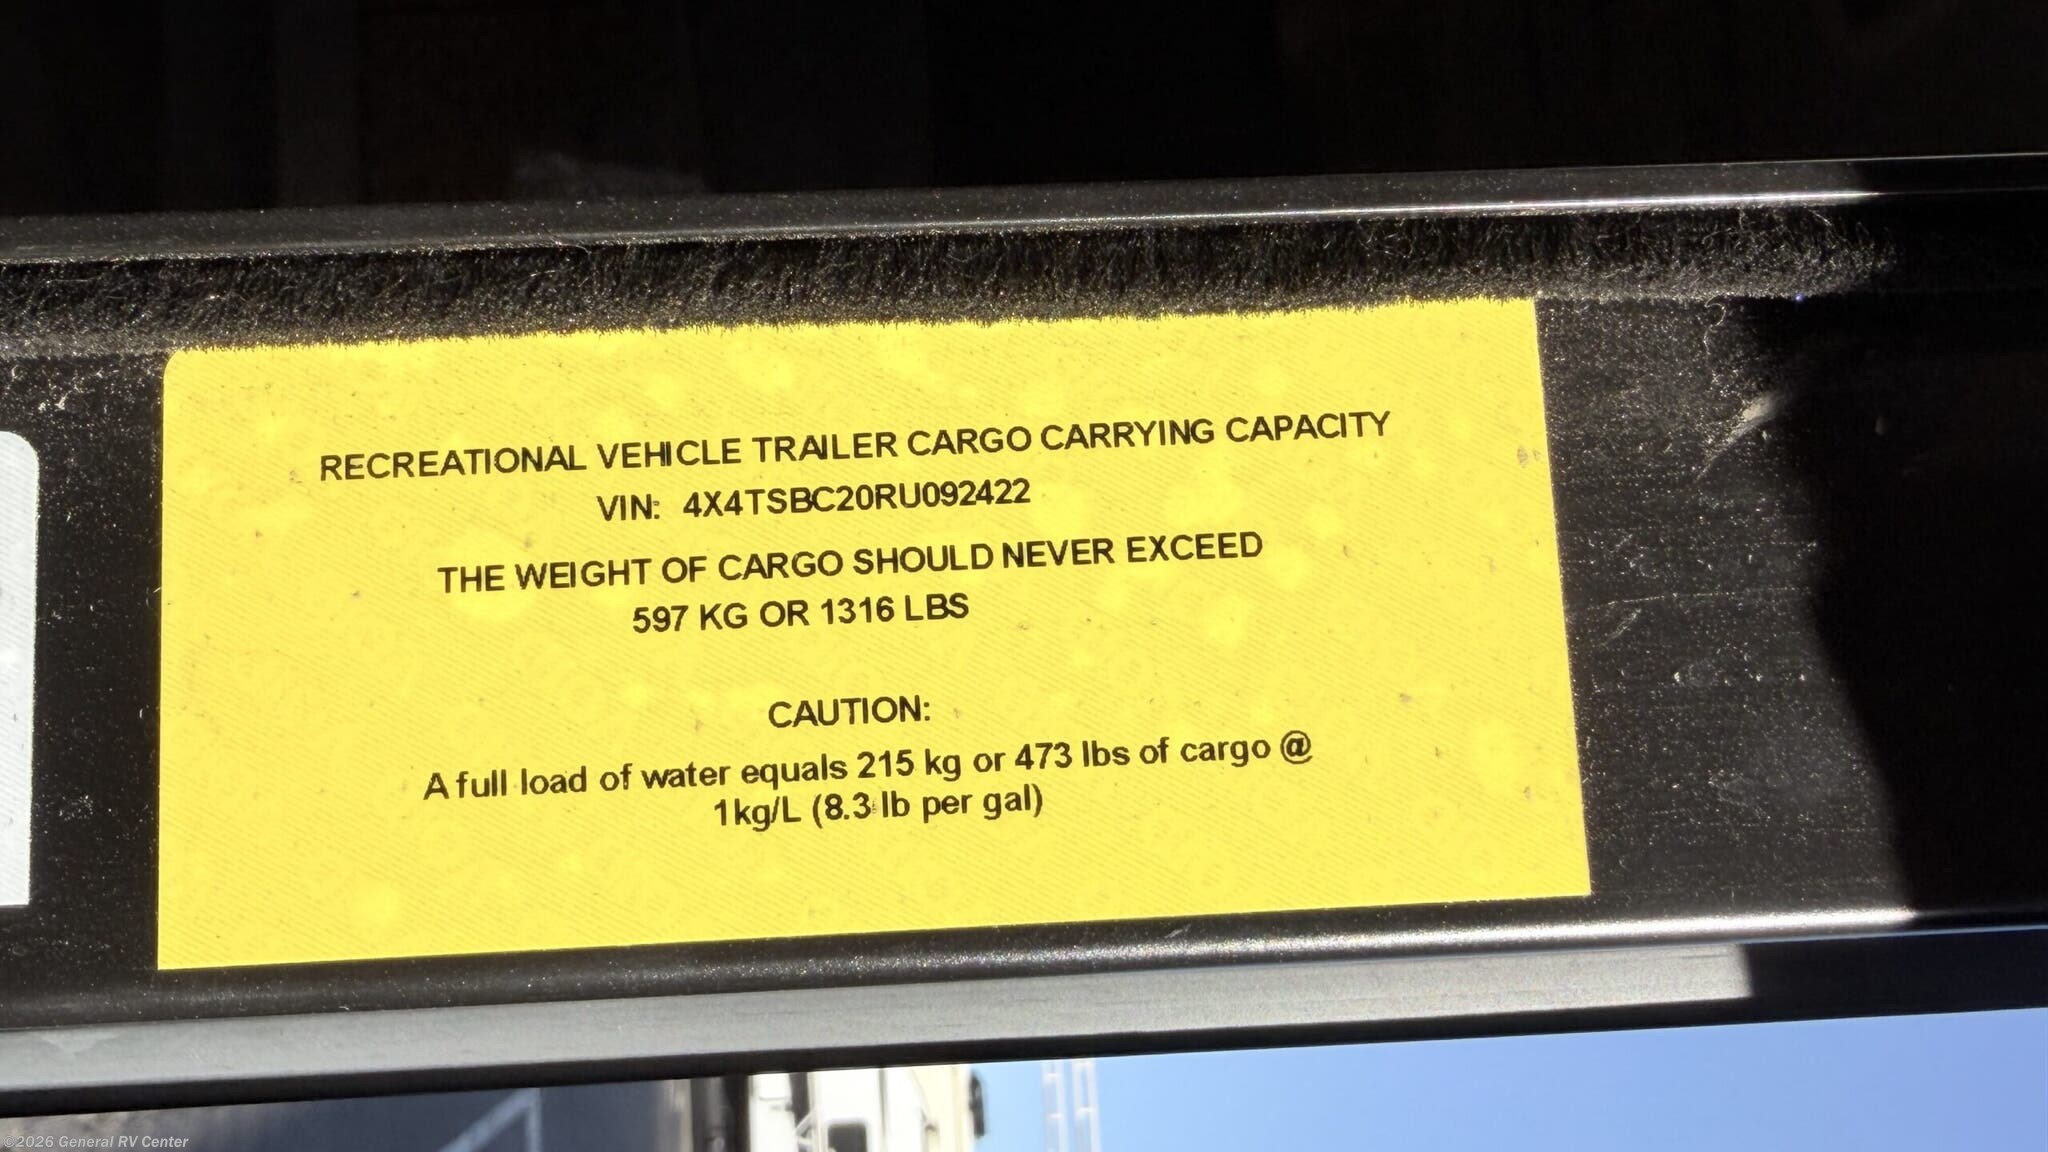 RECREATIONAL VEHICLE TRAILER CARGO CARRYING CAPACITY
VIN: 4X4TSBC20RU092422
THE WEIGHT OF CARGO SHOULD NEVER EXCEED
597 KG OR 1316 LBS
CAUTION:
A full load of water equals 215 kg or 473 lbs of cargo @
1kg/L (8.3 lb per gal)
©2026 General RV Center